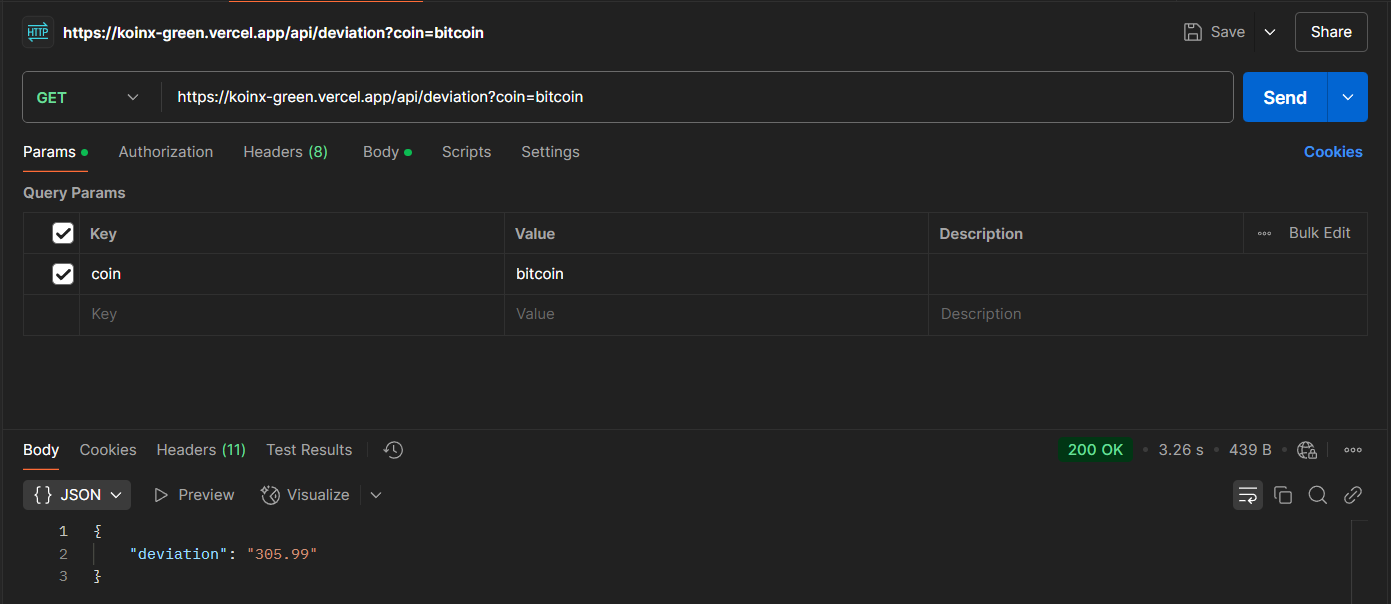 HTTP https://koinx-green.vercel.app/api/deviation?coin=bitcoin Save Share
GET https://koinx-green.vercel.app/api/deviation?coin=bitcoin Send
Params Authorization Headers (8) Body Scripts Settings Cookies
Query Params
Key Value Description Bulk Edit
coin bitcoin
Key Value Description
Body Cookies Headers (11) Test Results 200 OK 3.26 s 439 B
{} JSON Preview Visualize
1 {
2 "deviation": "305.99"
3 }